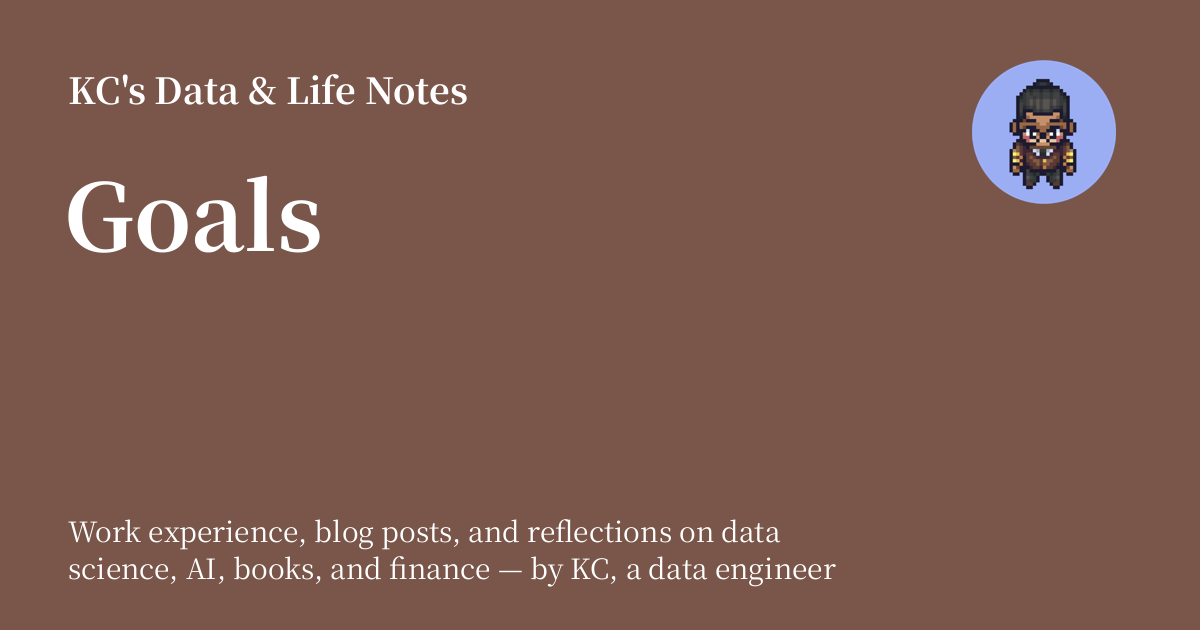 KC's Data & Life Notes
Goals
Work experience, blog posts, and reflections on data
science, AI, books, and finance — by KC, a data engineer